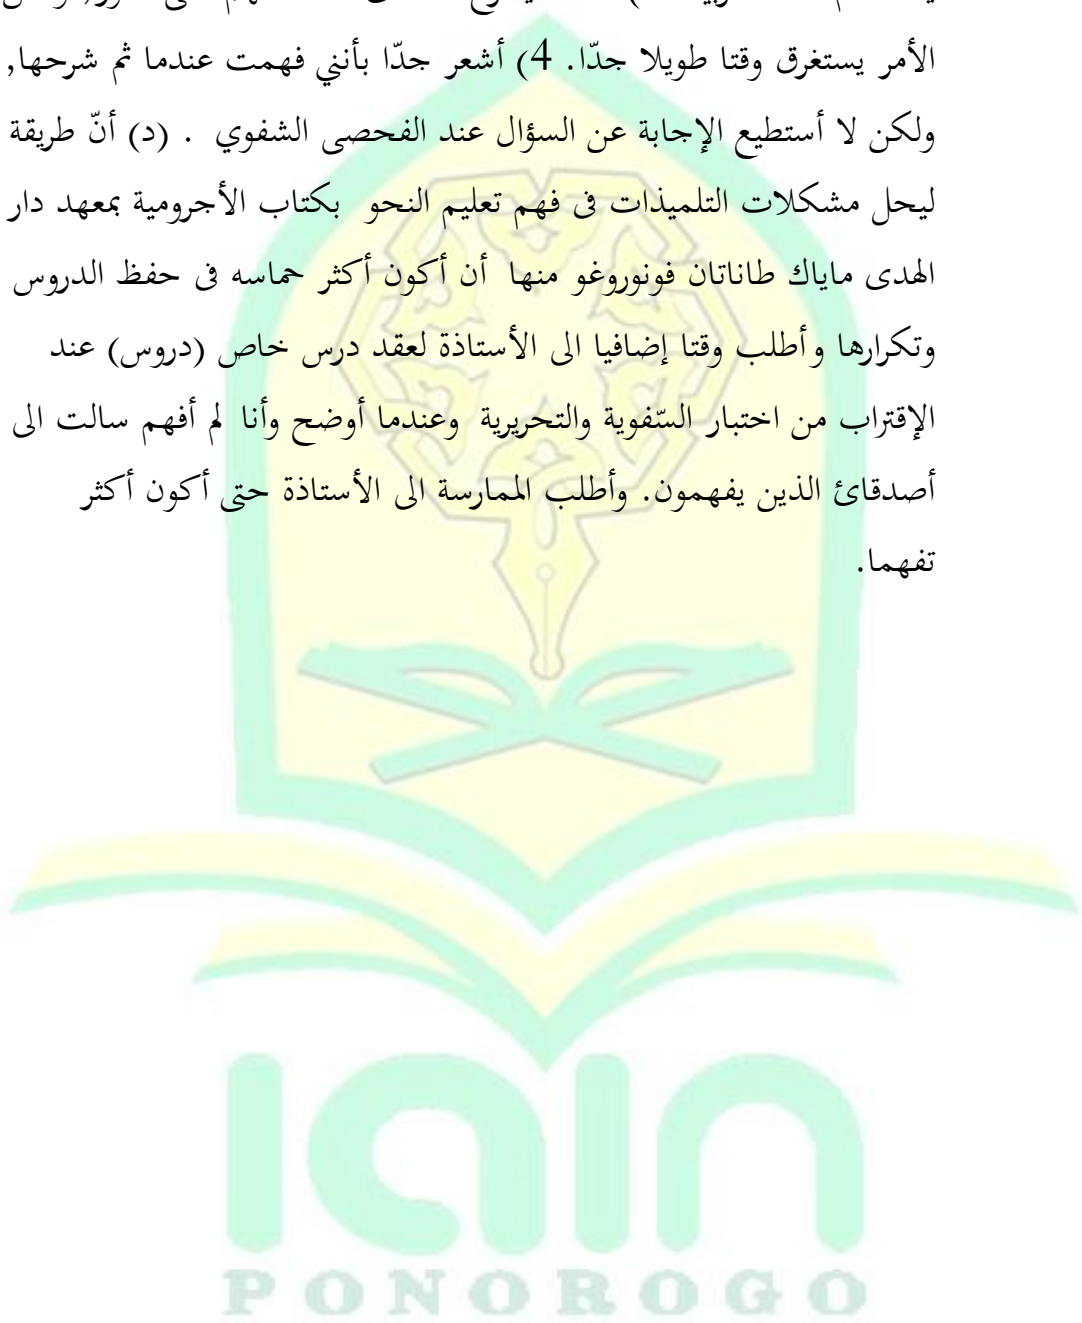 الأمر يستغرق وقتا طويلا جدّا. 4) أشعر جدّا بأنني فهمت عندما ثم شرحها,
ولكن لا أستطيع الإجابة عن السؤال عند الفحصى الشفوي . (د) أنّ طريقة
ليحل مشكلات التلميذات فى فهم تعليم النحو بكتاب الأجرومية بمعهد دار
الهدى ماياك طاناتان فونوروغو منها أن أكون أكثر حماسه فى حفظ الدروس
وتكرارها وأطلب وقتا إضافيا الى الأستاذة لعقد درس خاص (دروس) عند
الإقتراب من اختبار السّفوية والتحريرية وعندما أوضح وأنا لم أفهم سالت الى
أصدقائ الذين يفهمون. وأطلب الممارسة الى الأستاذة حتى أكون أكثر
تفهما.
iain
PONOROGO